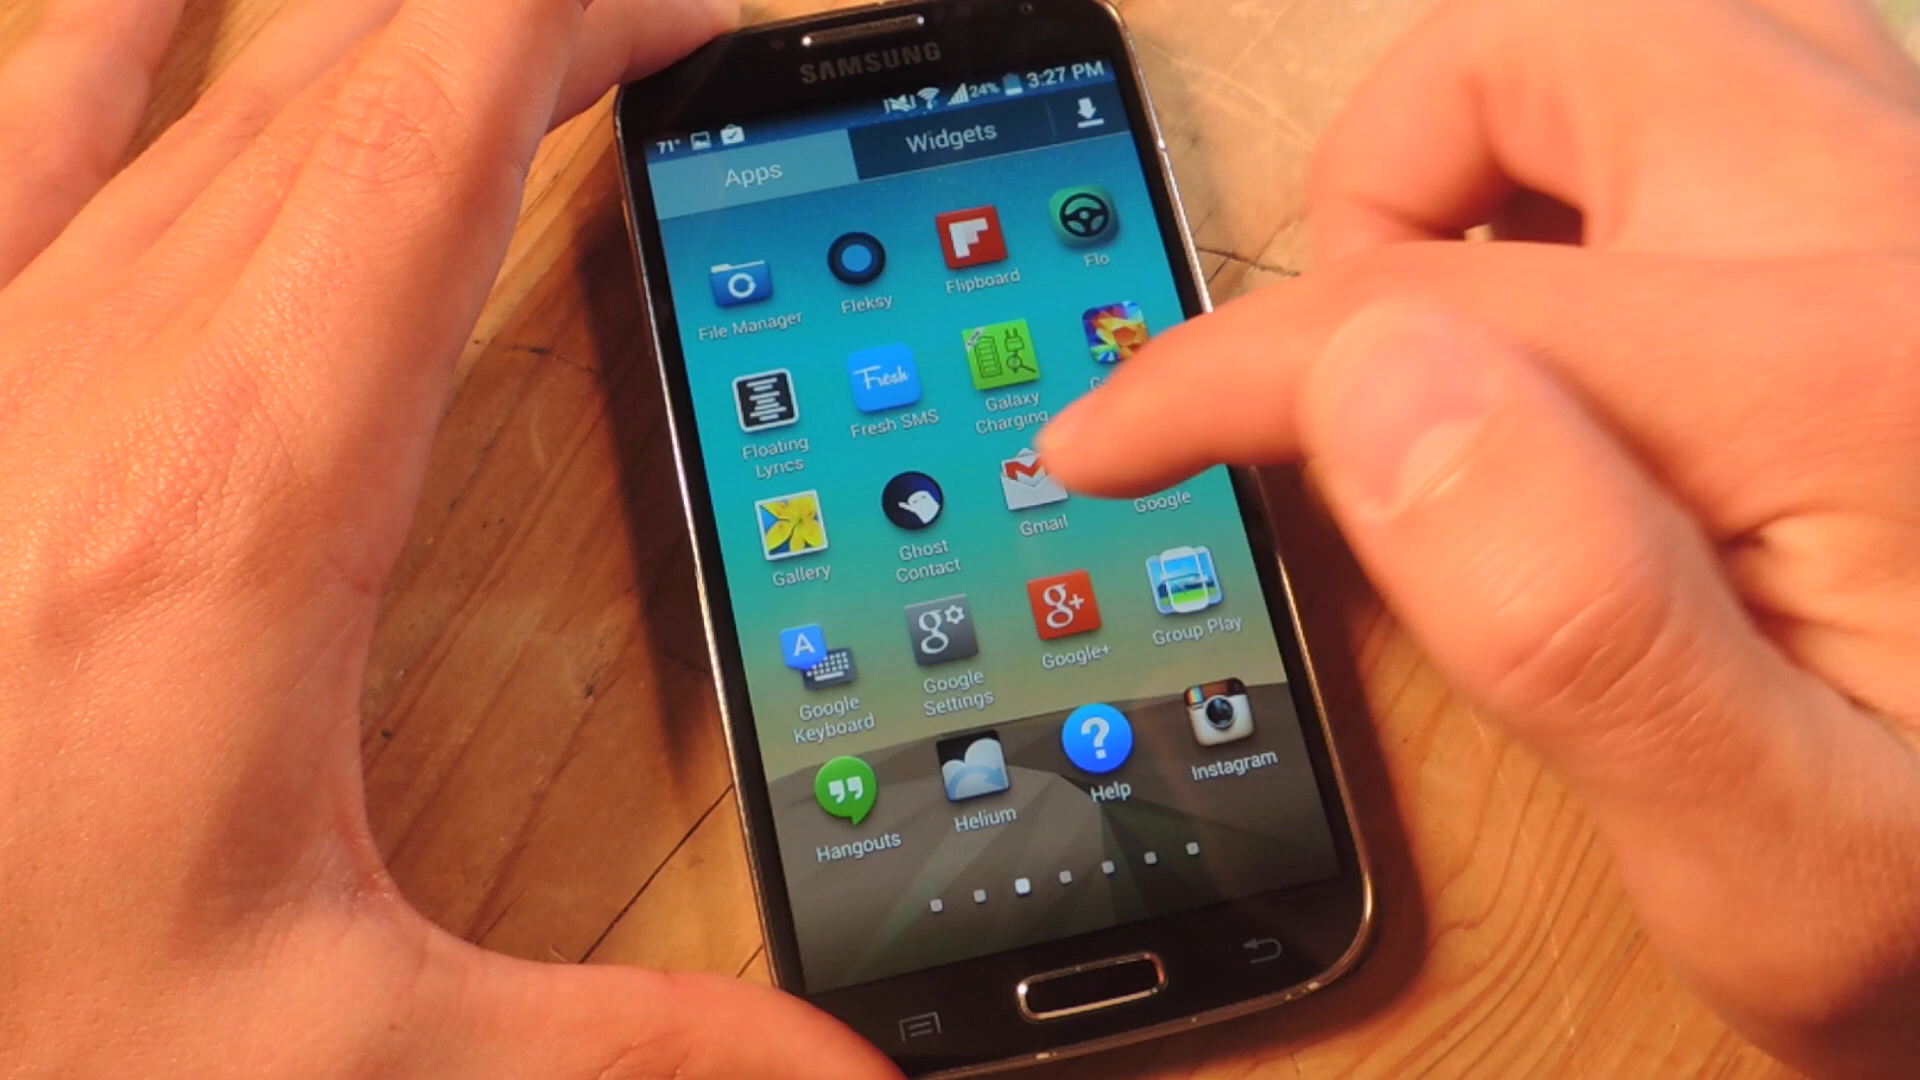 SAMSUNG
71° 24% 3:27 PM
Apps Widgets
File Manager Fleksy Flipboard Flo
Floating
Lyrics
Fresh
Fresh SMS
Galaxy
Charging
Gallery
Ghost
Contact
Gmail
Google
A
Google
Keyboard
g
Google
Settings
g+
Google+
Group Play
Hangouts
Helium
?
Help
Instagram